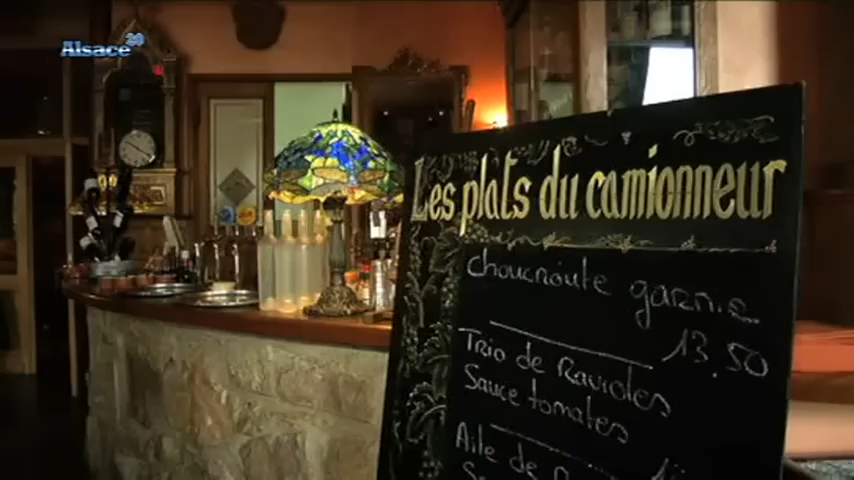 Alsace20
Les plats du camionneur
Choucroute garnie
13.50
Trio de Ravioles
Sauce tomates
Aile de